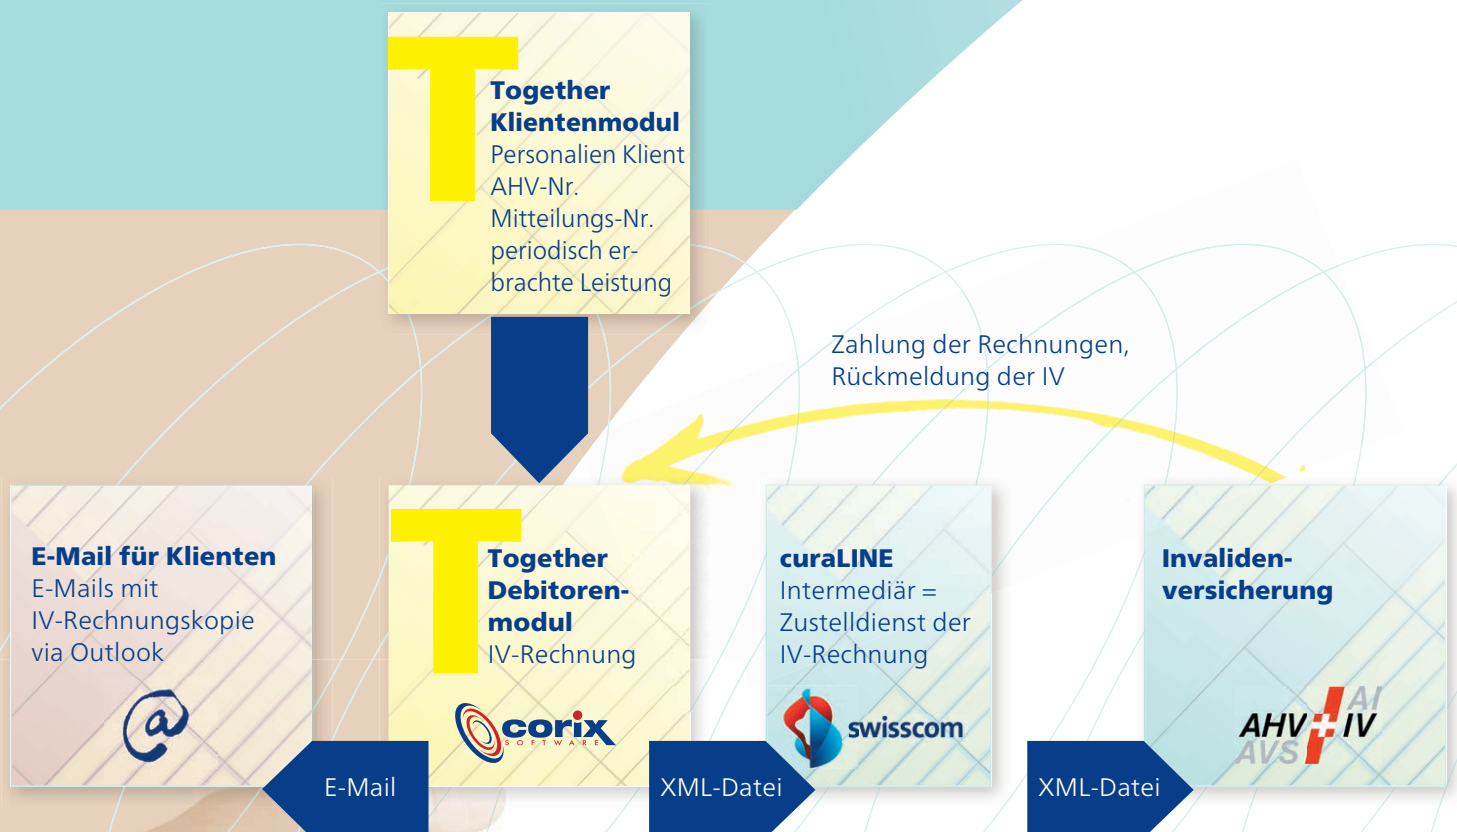 Together
Klientenmodul
Personalien Klient
AHV-Nr.
Mitteilungs-Nr.
periodisch er-
brachte Leistung
Zahlung der Rechnungen,
Rückmeldung der IV
E-Mail für Klienten
E-Mails mit
IV-Rechnungskopie
via Outlook
@
E-Mail
T
Together
Debitoren-
modul
IV-Rechnung
corix
SOFTWARE
XML-Datei
curaLINE
Intermediär =
Zustelldienst der
IV-Rechnung
swisscom
XML-Datei
Invaliden-
versicherung
AI
AHV+IV
AVS